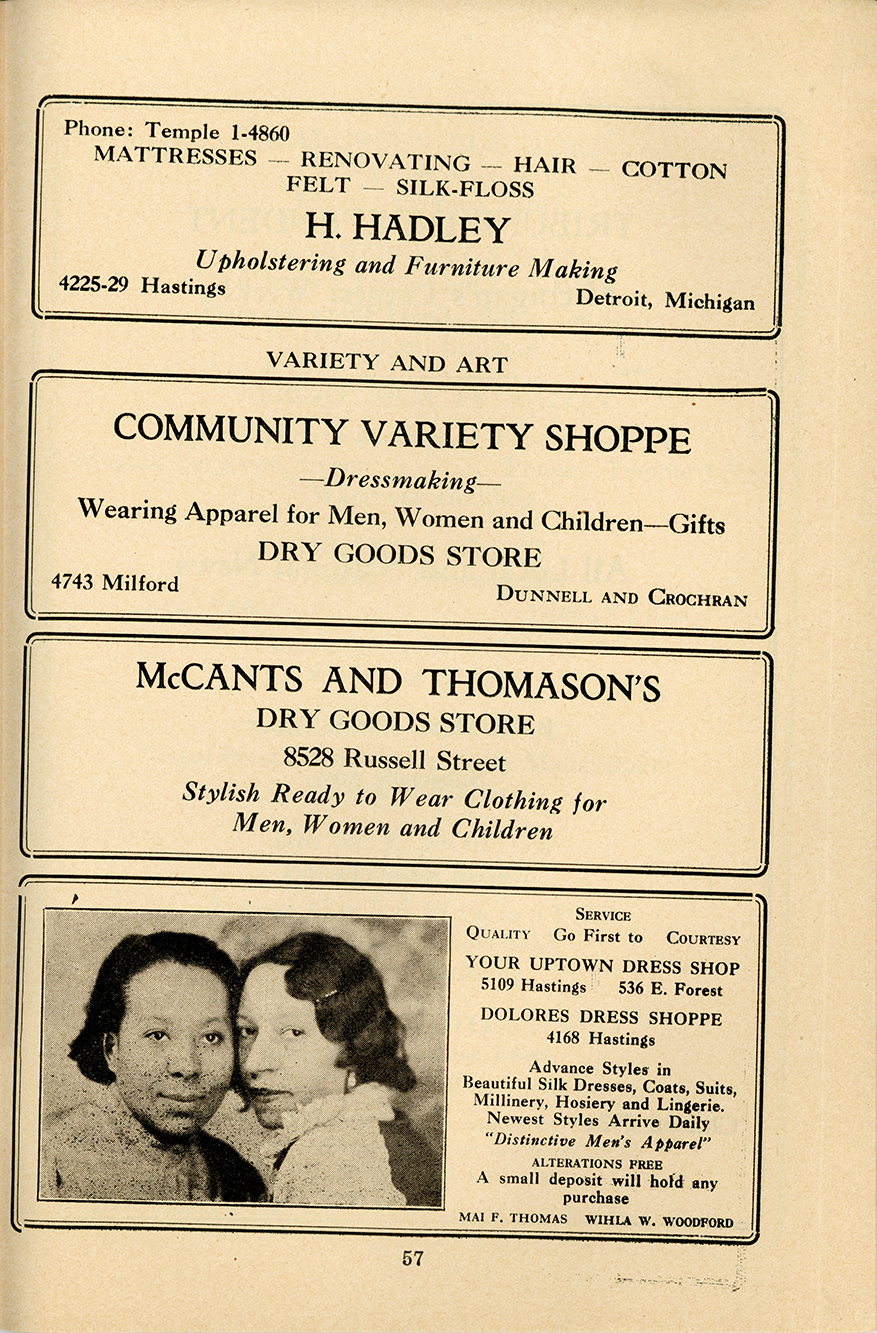 Phone: Temple 1-4860
MATTRESSES — RENOVATING — HAIR — COTTON
FELT — SILK-FLOSS
H. HADLEY
Upholstering and Furniture Making
4225-29 Hastings
Detroit, Michigan
VARIETY AND ART
COMMUNITY VARIETY SHOPPE
—Dressmaking—
Wearing Apparel for Men, Women and Children—Gifts
DRY GOODS STORE
4743 Milford
DUNNELL AND CROCHRAN
McCANTS AND THOMASON'S
DRY GOODS STORE
8528 Russell Street
Stylish Ready to Wear Clothing for
Men, Women and Children
SERVICE
QUALITY Go First to COURTESY
YOUR UPTOWN DRESS SHOP
5109 Hastings 536 E. Forest
DOLORES DRESS SHOPPE
4168 Hastings
Advance Styles in
Beautiful Silk Dresses, Coats, Suits,
Millinery, Hosiery and Lingerie.
Newest Styles Arrive Daily
"Distinctive Men's Apparel"
ALTERATIONS FREE
A small deposit will hold any
purchase
MAI F. THOMAS WIHLA W. WOODFORD
57